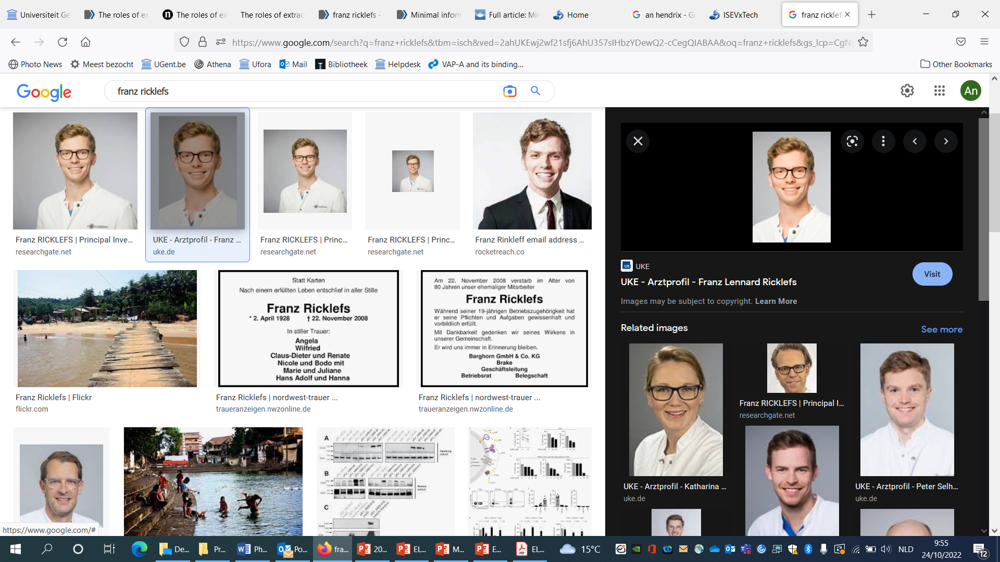 Universiteit Ge
The roles of ex
The roles of ex
The roles of extrac
franz ricklefs -
Minimal inform
Full article: Mi
Home
an hendrix - G
ISEVxTech
franz ricklefs
https://www.google.com/search?q=franz+ricklefs&tbm=isch&ved=2ahUKEwj2wf21sfj6AhU357sIHbzYDewQ2-cCegQIABAA&oq=franz+ricklefs&gs_lcp=CgN
Photo News
Meest bezocht
UGent.be
Athena
Ufora
Mail
Bibliotheek
Helpdesk
VAP-A and its binding...
Other Bookmarks
Google
franz ricklefs
An
Franz RICKLEFS | Principal Inve...
researchgate.net
UKE - Arztprofil - Franz ...
uke.de
Franz RICKLEFS | Princ...
researchgate.net
Franz RICKLEFS | Princ...
researchgate.net
Franz Rinkleff email address ...
rocketreach.co
Statt Karten
Nach einem erfüllten Leben entschlief in aller Stille
Franz Ricklefs
* 2. April 1928 † 22. November 2008
In stiller Trauer:
Angela
Wilfried
Claus-Dieter und Renate
Nicole und Bodo mit
Marie und Juliane
Hans Adolf und Hanna
Am 22. November 2008 verstarb im Alter von
80 Jahren unser ehemaliger Mitarbeiter
Franz Ricklefs
Während seiner 19-jährigen Betriebszugehörigkeit hat
er seine Pflichten und Aufgaben gewissenhaft und
vorbildlich erfüllt.
Mit Dankbarkeit gedenken wir seines Wirkens in
unserer Gemeinschaft.
Er wird uns immer in Erinnerung bleiben.
Barghorn GmbH & Co. KG
Brake
Geschäftsleitung
Betriebsrat Belegschaft
Franz Ricklefs | Flickr
flickr.com
Franz Ricklefs | nordwest-trauer ...
traueranzeigen.nwzonline.de
Franz Ricklefs | nordwest-trauer ...
traueranzeigen.nwzonline.de
A
B
C
UKE
UKE - Arztprofil - Franz Lennard Ricklefs
Visit
Images may be subject to copyright. Learn More
Related images
See more
Franz RICKLEFS | Principal I...
researchgate.net
UKE - Arztprofil - Katharina ...
uke.de
UKE - Arztprofil - Peter Selh...
uke.de
https://www.google.com/#
De...
Pr...
Ph...
Po...
fra...
20...
EL...
M...
E...
EL...
15°C
NLD
9:55
24/10/2022
12